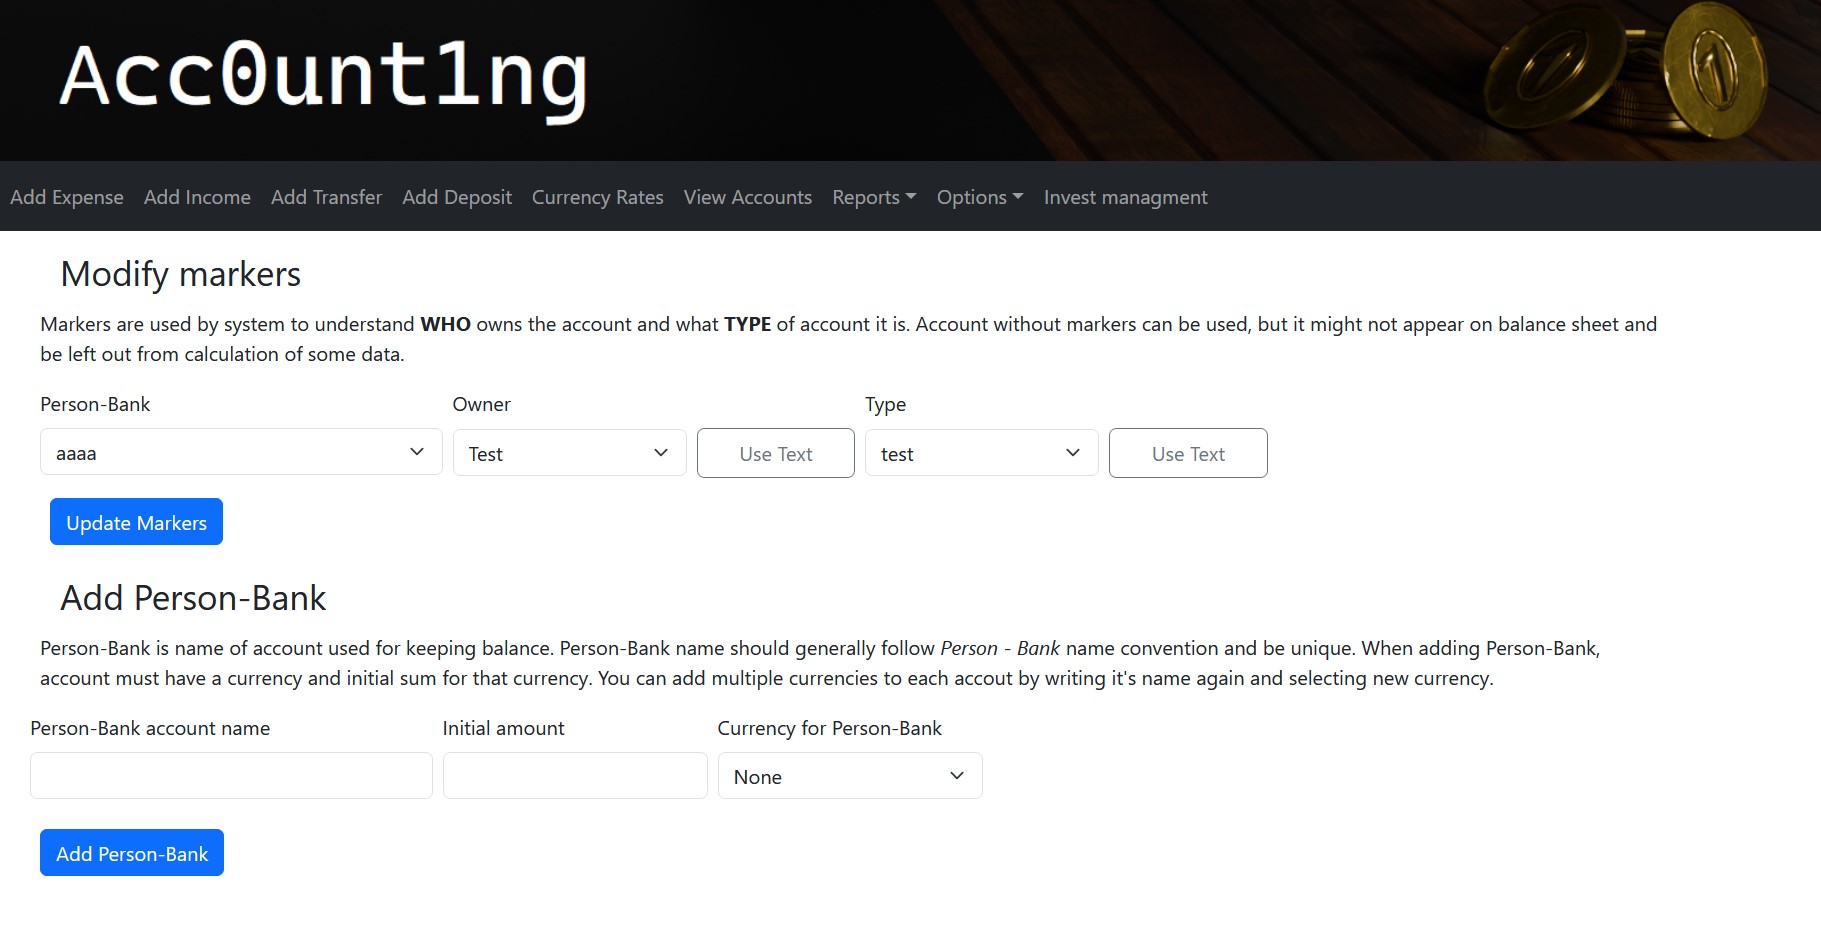 Acc0unt1ng
Add Expense Add Income Add Transfer Add Deposit Currency Rates View Accounts Reports Options Invest managment
Modify markers
Markers are used by system to understand WHO owns the account and what TYPE of account it is. Account without markers can be used, but it might not appear on balance sheet and
be left out from calculation of some data.
Person-Bank Owner Type
aaaa Test Use Text test Use Text
Update Markers
Add Person-Bank
Person-Bank is name of account used for keeping balance. Person-Bank name should generally follow Person - Bank name convention and be unique. When adding Person-Bank,
account must have a currency and initial sum for that currency. You can add multiple currencies to each accout by writing it's name again and selecting new currency.
Person-Bank account name Initial amount Currency for Person-Bank
None
Add Person-Bank